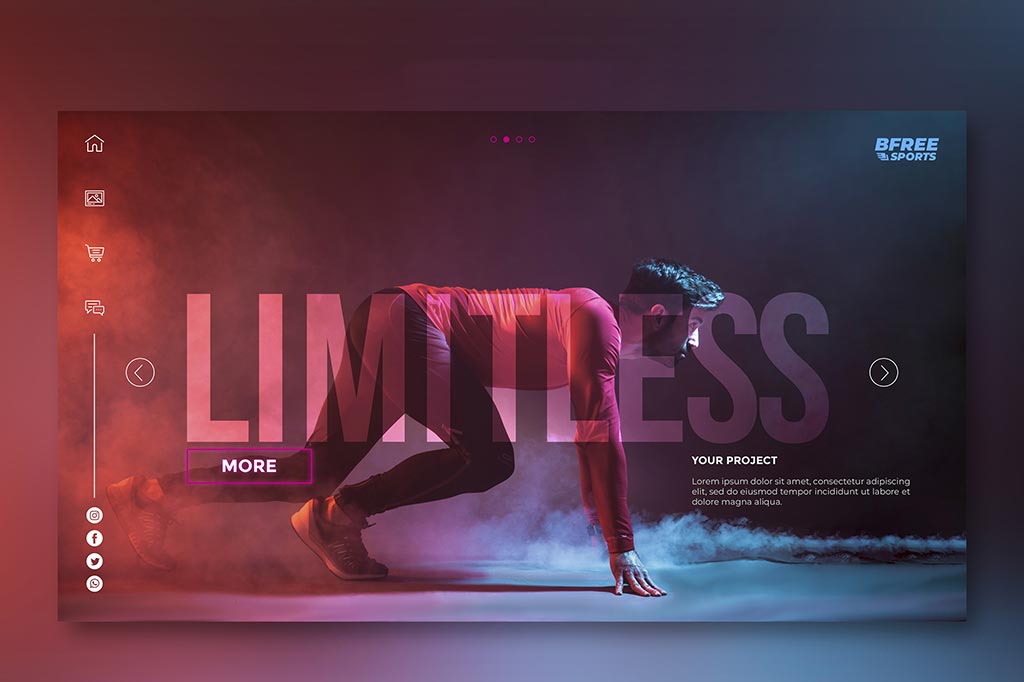 BFREE
SPORTS
LIMITLESS
MORE
YOUR PROJECT
Lorem ipsum dolor sit amet, consectetur adipiscing
elit, sed do eiusmod tempor incididunt ut labore et
dolore magna aliqua.